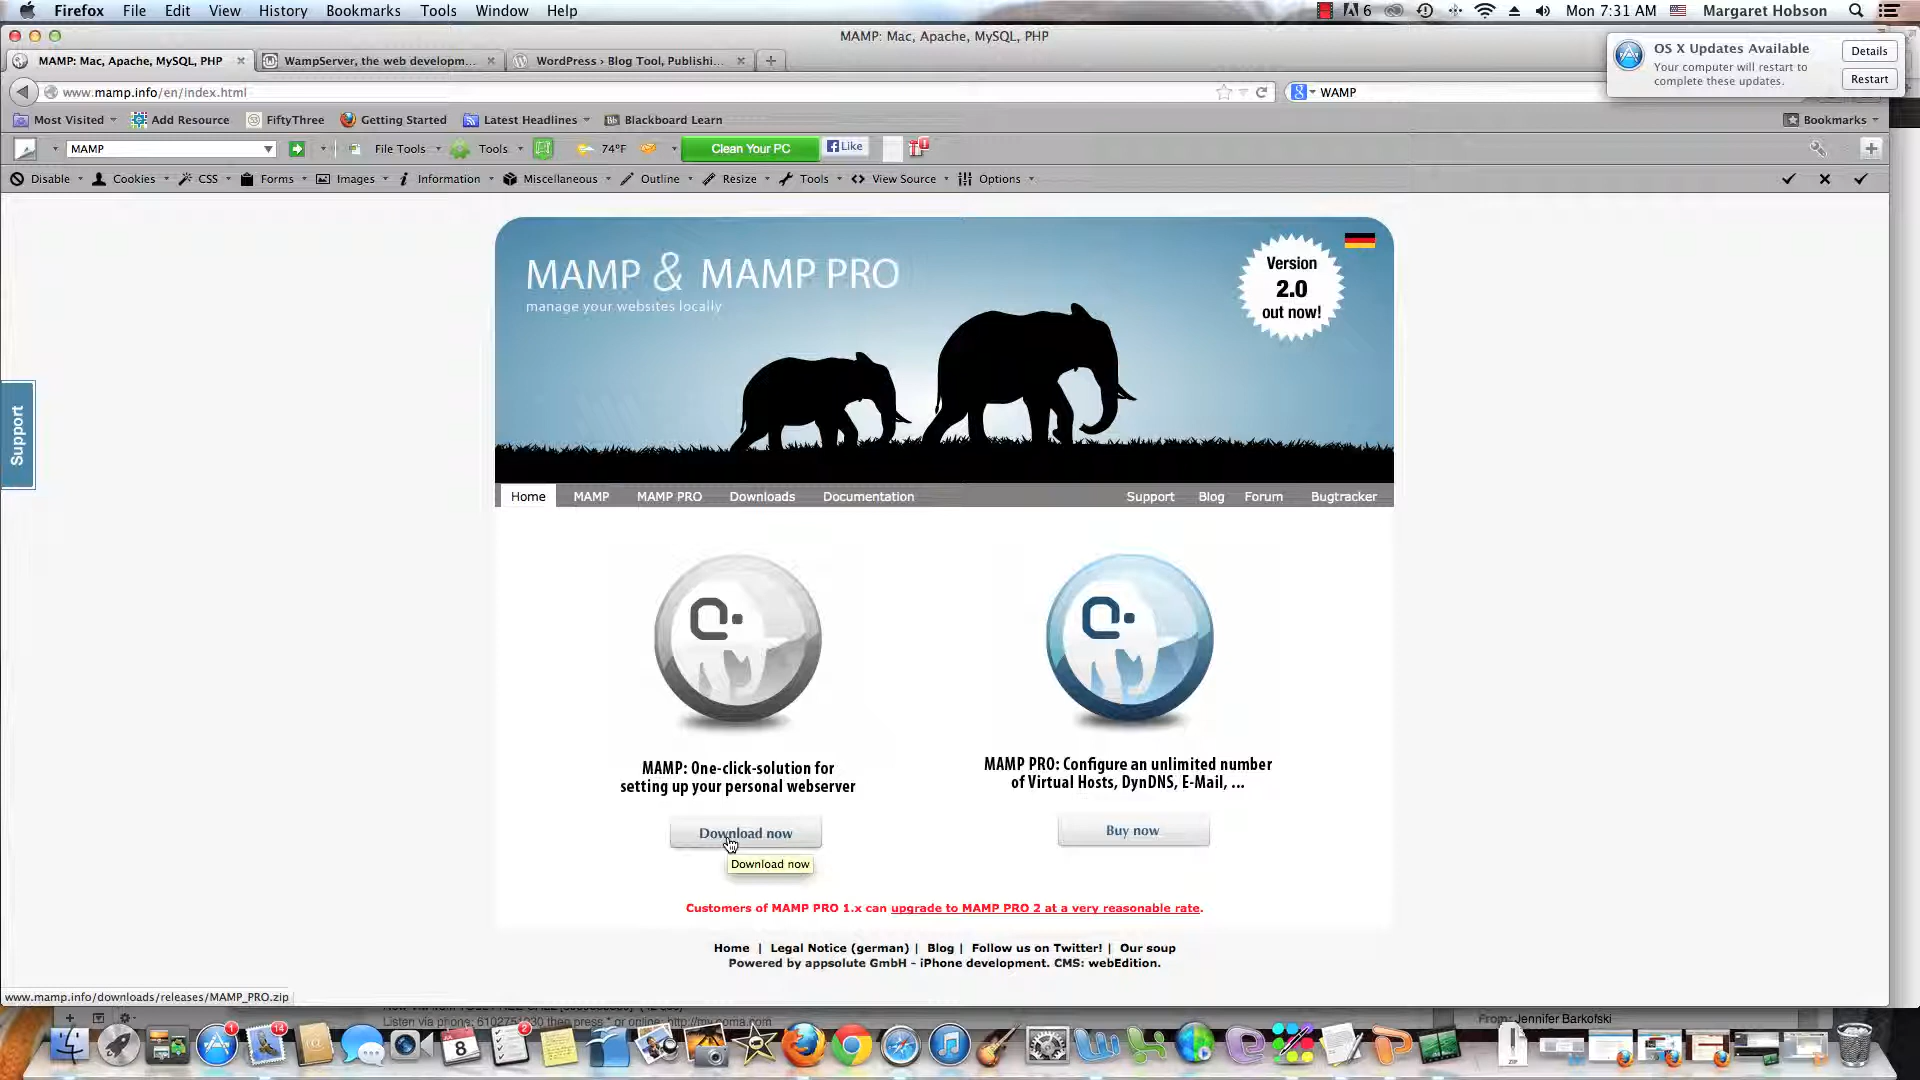 Firefox File Edit View History Bookmarks Tools Window Help
6 Mon 7:31 AM Margaret Hobson
MAMP: Mac, Apache, MySQL, PHP
MAMP: Mac, Apache, MySQL, PHP WampServer, the web developm... WordPress › Blog Tool, Publishi...
OS X Updates Available
Your computer will restart to
complete these updates.
Details
Restart
www.mamp.info/en/index.html WAMP
Most Visited Add Resource FiftyThree Getting Started Latest Headlines Blackboard Learn Bookmarks
MAMP File Tools Tools 74°F Clean Your PC Like
Disable Cookies CSS Forms Images Information Miscellaneous Outline Resize Tools View Source Options
MAMP & MAMP PRO
manage your websites locally
Version
2.0
out now!
Support
Home MAMP MAMP PRO Downloads Documentation Support Blog Forum Bugtracker
MAMP: One-click-solution for
setting up your personal webserver
MAMP PRO: Configure an unlimited number
of Virtual Hosts, DynDNS, E-Mail, ...
Download now
Buy now
Download now
Customers of MAMP PRO 1.x can upgrade to MAMP PRO 2 at a very reasonable rate.
Home | Legal Notice (german) | Blog | Follow us on Twitter! | Our soup
Powered by appsolute GmbH - iPhone development. CMS: webEdition.
www.mamp.info/downloads/releases/MAMP_PRO.zip
From: Jennifer Barkofski
1 14 8 2
ZIP